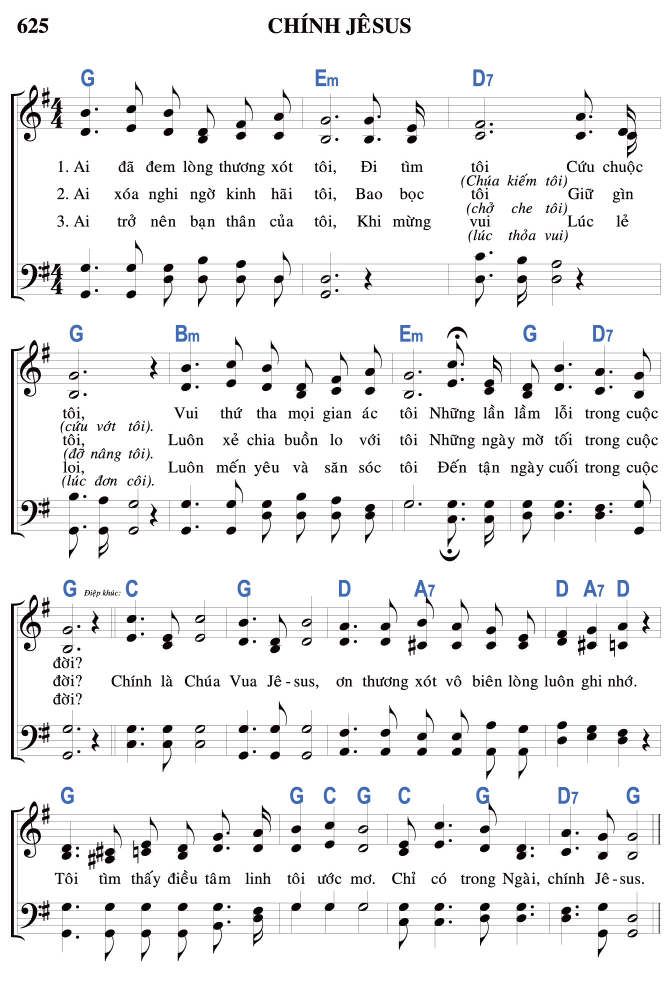 625 CHÍNH JÊSUS
G Em D7
1. Ai đã đem lòng thương xót tôi, Đi tìm tôi Cứu chuộc
(Chúa kiếm tôi)
2. Ai xóa nghi ngờ kinh hãi tôi, Bao bọc tôi Giữ gìn
(chở che tôi)
3. Ai trở nên bạn thân của tôi, Khi mừng vui Lúc lẻ
(lúc thỏa vui)
G Bm Em G D7
tôi, Vui thứ tha mọi gian ác tôi Những lần lầm lỗi trong cuộc
(cứu vớt tôi).
tôi, Luôn xẻ chia buồn lo với tôi Những ngày mờ tối trong cuộc
(đỡ nâng tôi).
loi, Luôn mến yêu và săn sóc tôi Đến tận ngày cuối trong cuộc
(lúc đơn côi).
G Điệp khúc: C G D A7 D A7 D
đời?
đời? Chính là Chúa Vua Jê-sus, ơn thương xót vô biên lòng luôn ghi nhớ.
đời?
G G C G C G D7 G
Tôi tìm thấy điều tâm linh tôi ước mơ. Chỉ có trong Ngài, chính Jê-sus.